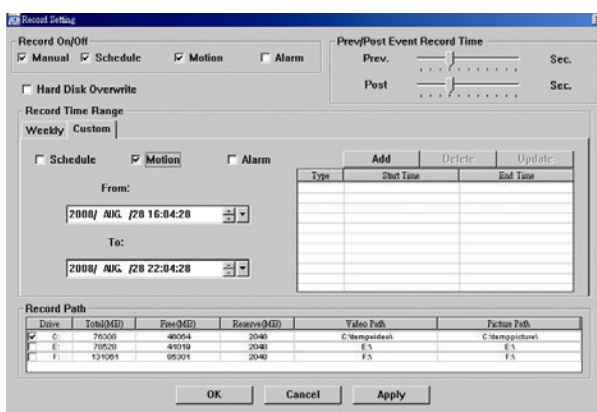 Record Setting
Record On/Off
Manual Schedule Motion Alarm
Prev/Post Event Record Time
Prev. Sec.
Post Sec.
Hard Disk Overwrite
Record Time Range
Weekly Custom
Schedule Motion Alarm
From:
2008/ AUG. /28 16:04:28
To:
2008/ AUG. /28 22:04:28
Add Delete Update
Type Start Time End Time
Record Path
Drive Total(MB) Free(MB) Reserve(MB) Video Path Picture Path
C: 76308 46064 2048 C:\tempvideo\ C:\temppicture\
E: 78528 41019 2048 E:\ E:\
F: 131061 85301 2048 F:\ F:\
OK Cancel Apply